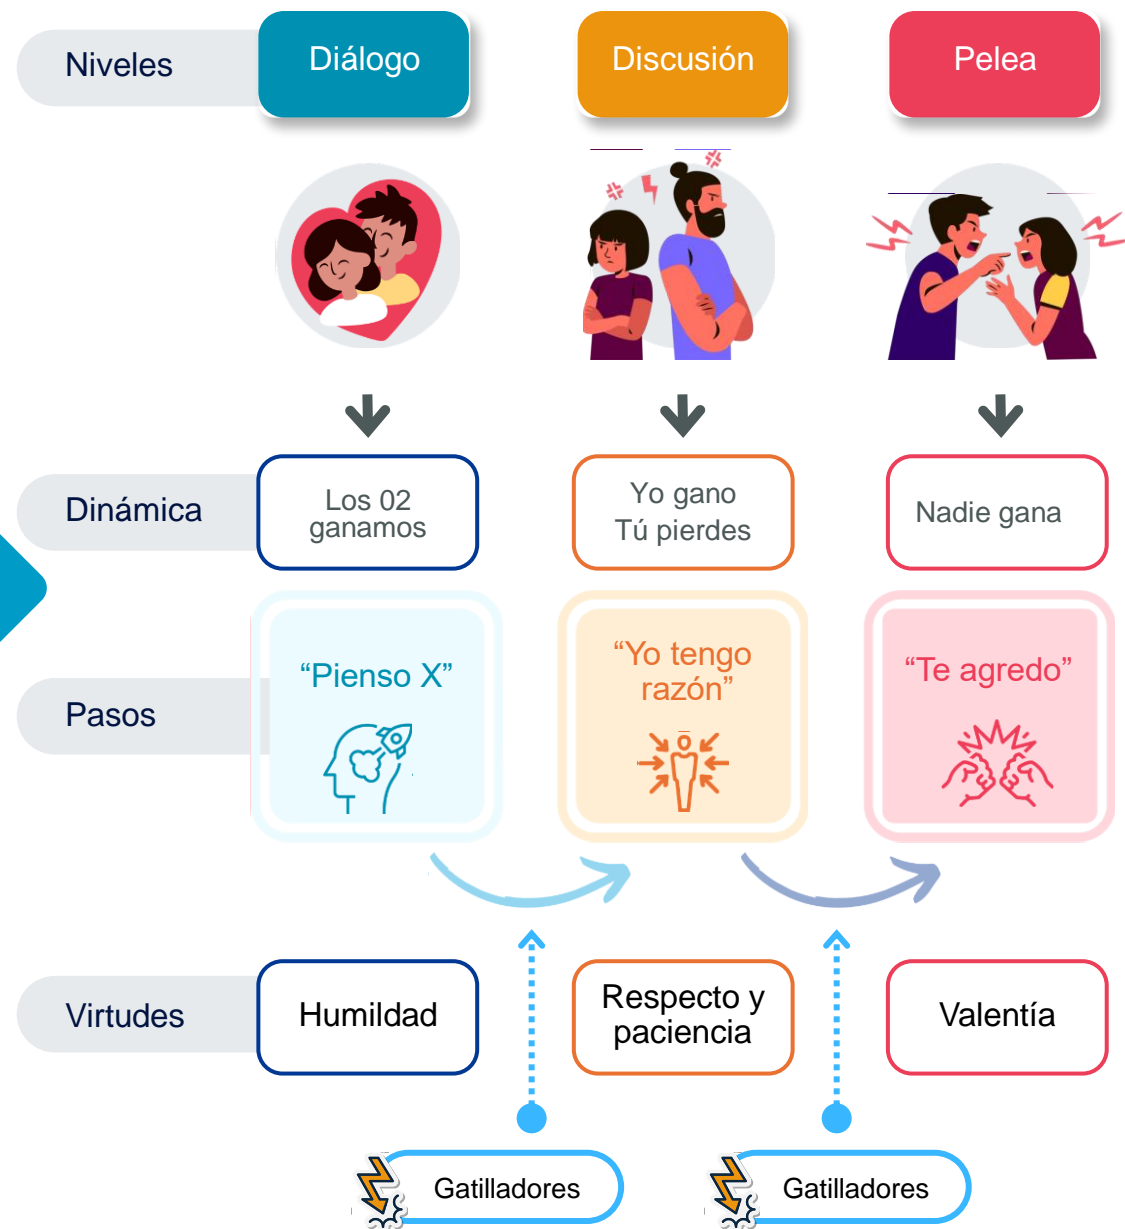 Niveles
Diálogo
Discusión
Pelea
Dinámica
Los 02
ganamos
Yo gano
Tú pierdes
Nadie gana
Pasos
“Pienso X”
“Yo tengo
razón”
“Te agredo”
Virtudes
Humildad
Respecto y
paciencia
Valentía
Gatilladores
Gatilladores